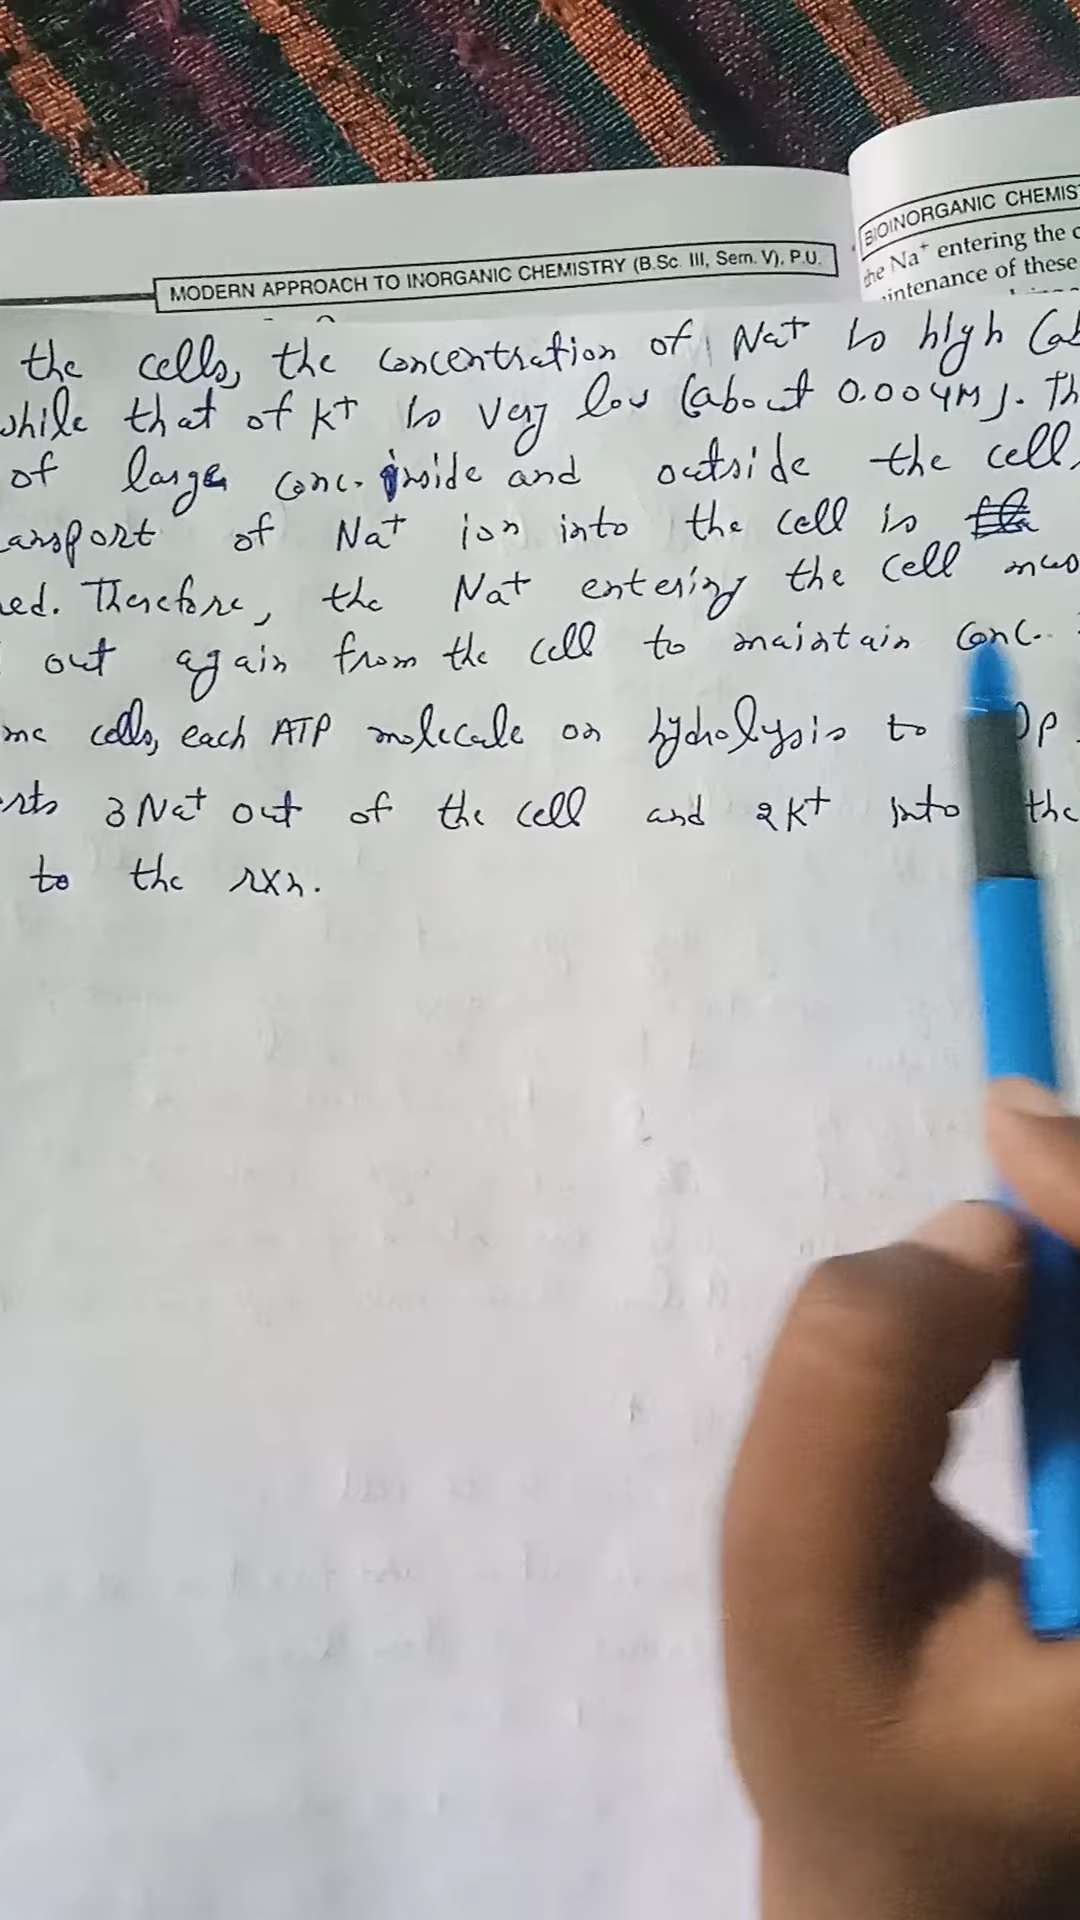 MODERN APPROACH TO INORGANIC CHEMISTRY (B.Sc. III, Sem. V), P.U.
BIOINORGANIC CHEMIS
the Na+ entering the
intenance of these
the cells, the concentration of Na+ is high
while that of K+ is very low (about 0.004M). Th
of large conc. inside and outside the cell,
ansport of Na+ ion into the cell is
ed. Therefore, the Na+ entering the cell mus
out again from the cell to maintain conc.
me cells, each ATP molecule on hydrolysis to DP
rts 3Na+ out of the cell and 2K+ into the
to the rxn.